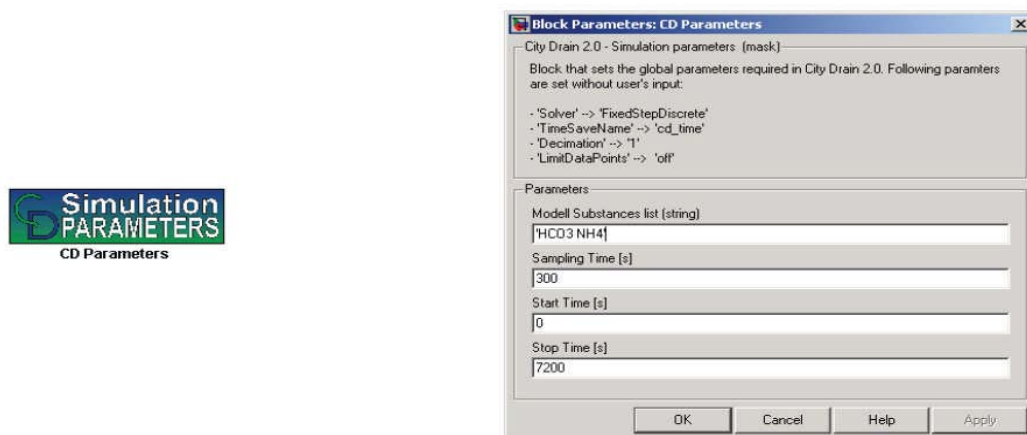 CD Simulation
PARAMETERS
CD Parameters
Block Parameters: CD Parameters
City Drain 2.0 - Simulation parameters (mask)
Block that sets the global parameters required in City Drain 2.0. Following paramters
are set without user's input:
- 'Solver' --> 'FixedStepDiscrete'
- 'TimeSaveName' --> 'cd_time'
- 'Decimation' --> '1'
- 'LimitDataPoints' --> 'off'
Parameters
Modell Substances list (string)
'HCO3 NH4'
Sampling Time [s]
300
Start Time [s]
0
Stop Time [s]
7200
OK Cancel Help Apply